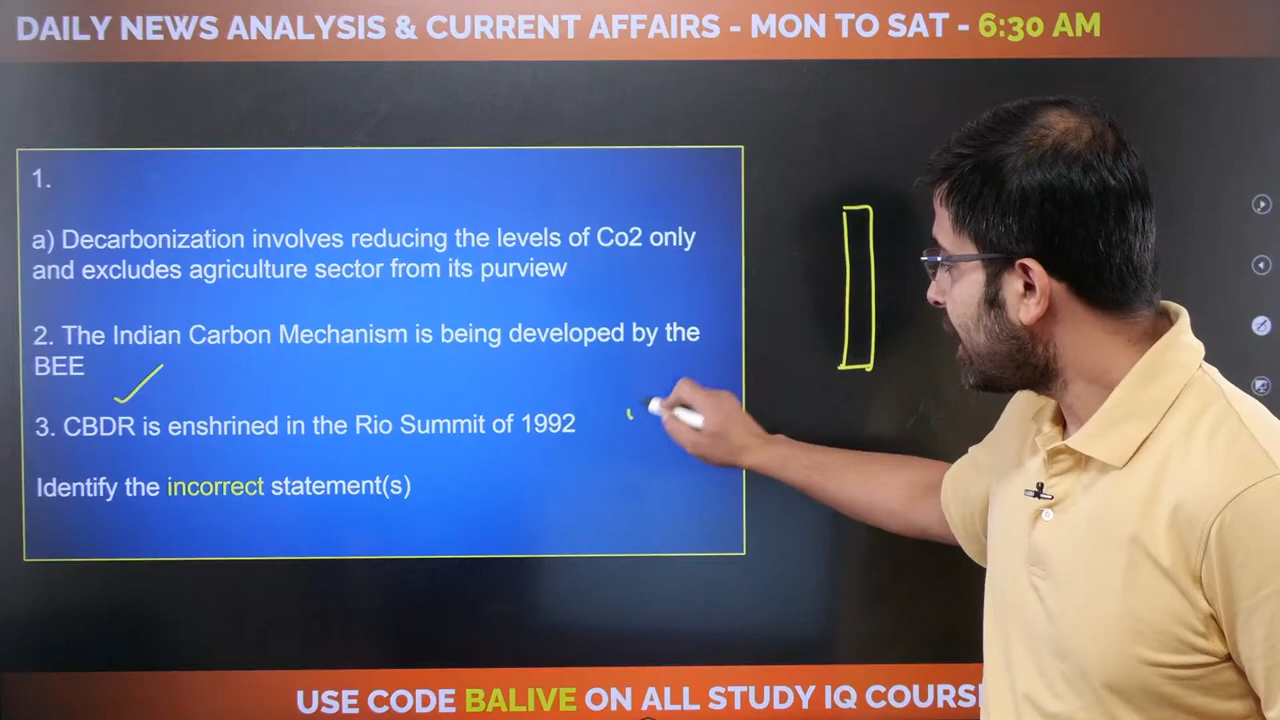 DAILY NEWS ANALYSIS & CURRENT AFFAIRS - MON TO SAT - 6:30 AM
1.
a) Decarbonization involves reducing the levels of Co2 only
and excludes agriculture sector from its purview
2. The Indian Carbon Mechanism is being developed by the
BEE
3. CBDR is enshrined in the Rio Summit of 1992
Identify the incorrect statement(s)
USE CODE BALIVE ON ALL STUDY IQ COURS